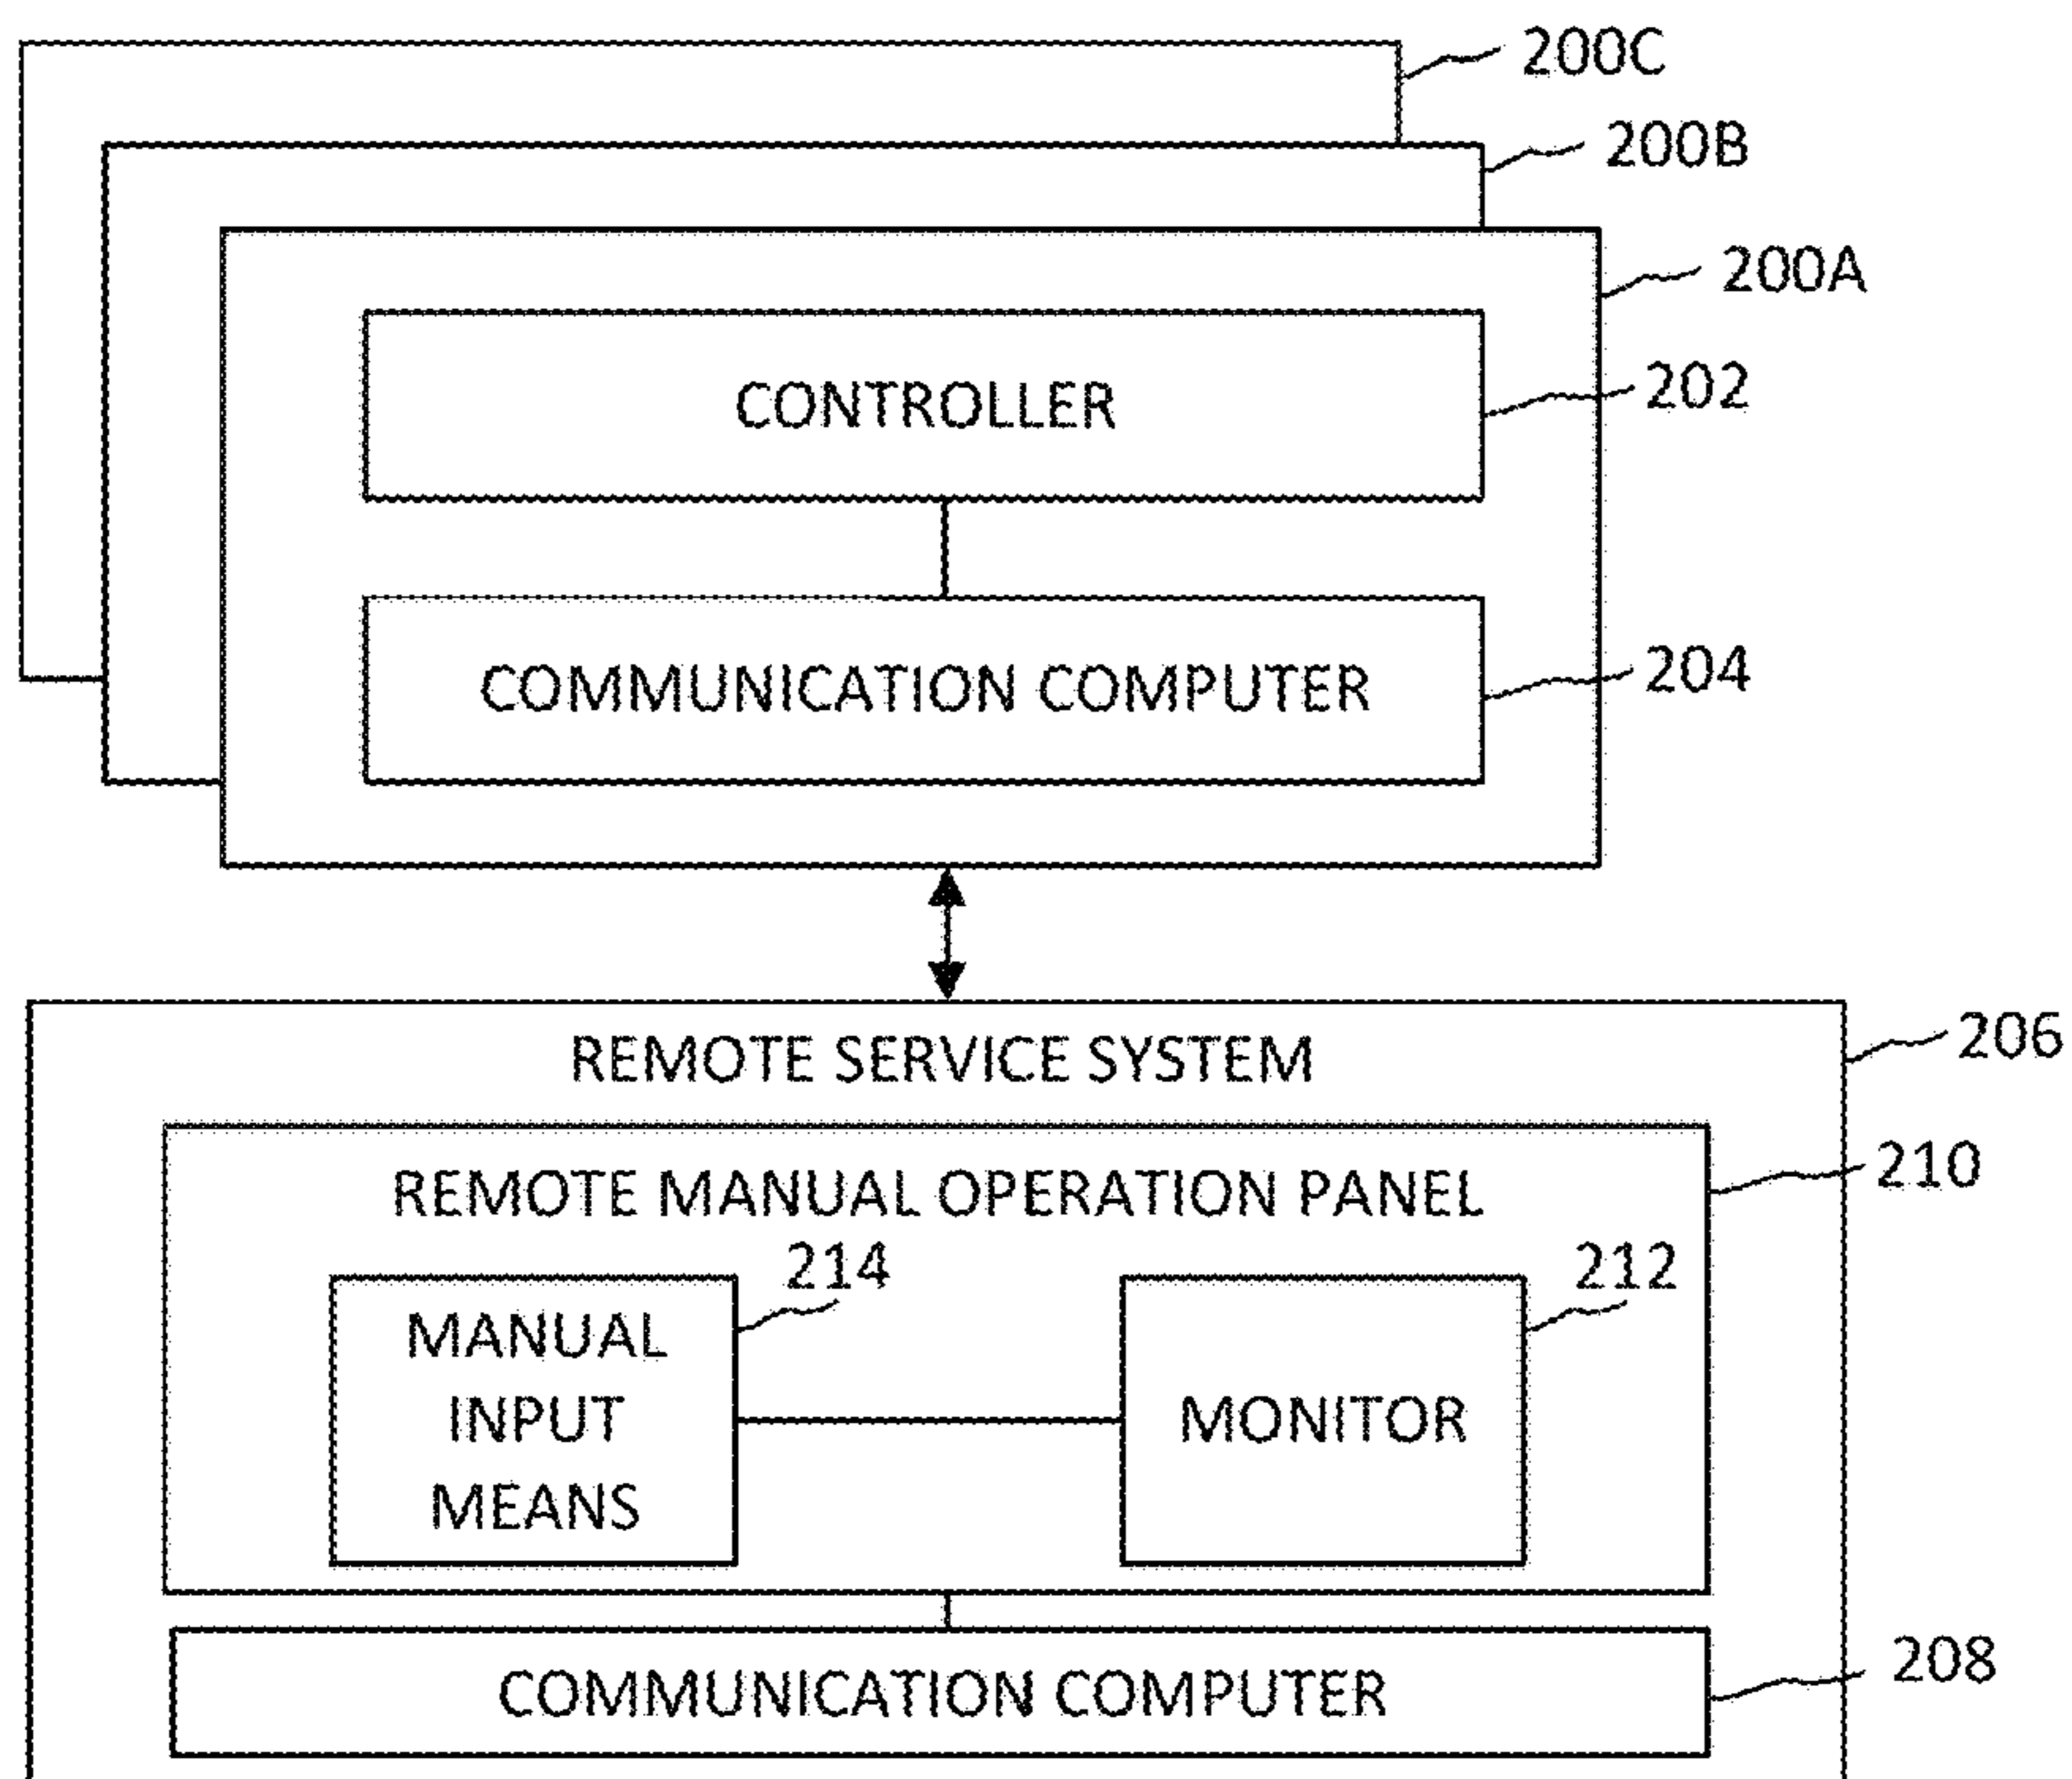 200C
200B
200A
CONTROLLER
202
COMMUNICATION COMPUTER
204
REMOTE SERVICE SYSTEM
206
REMOTE MANUAL OPERATION PANEL
210
214
212
MANUAL
INPUT
MEANS
MONITOR
COMMUNICATION COMPUTER
208